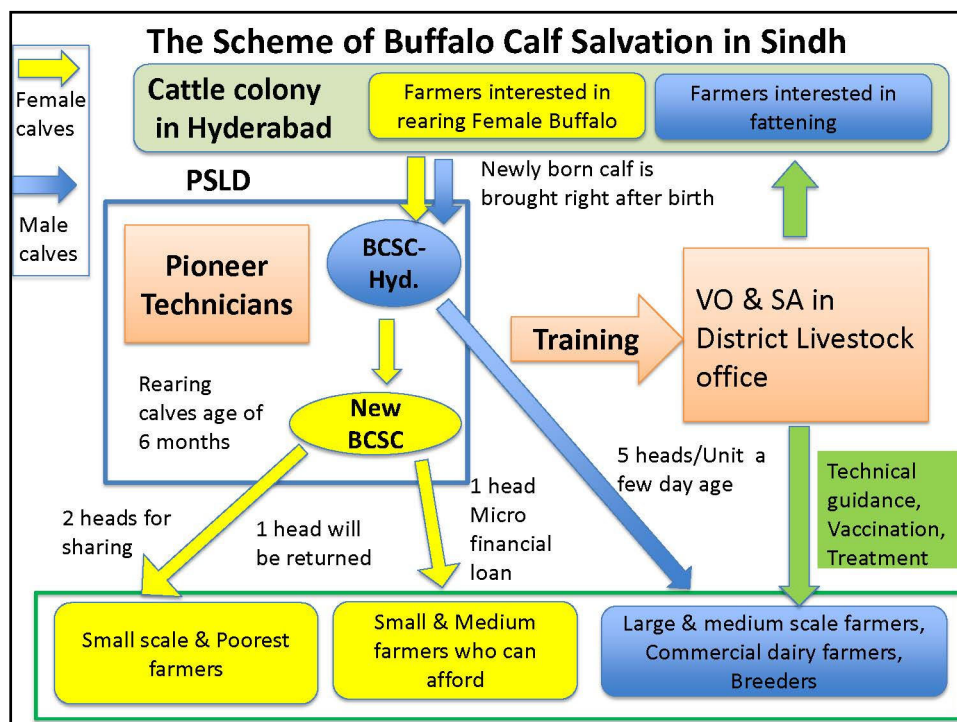 The Scheme of Buffalo Calf Salvation in Sindh
Female
calves
Male
calves
Cattle colony
in Hyderabad
Farmers interested in
rearing Female Buffalo
Farmers interested in
fattening
PSLD
Newly born calf is
brought right after birth
Pioneer
Technicians
BCSC-
Hyd.
Training
VO & SA in
District Livestock
office
Rearing
calves age of
6 months
New
BCSC
5 heads/Unit a
few day age
Technical
guidance,
Vaccination,
Treatment
2 heads for
sharing
1 head will
be returned
1 head
Micro
financial
loan
Small scale & Poorest
farmers
Small & Medium
farmers who can
afford
Large & medium scale farmers,
Commercial dairy farmers,
Breeders